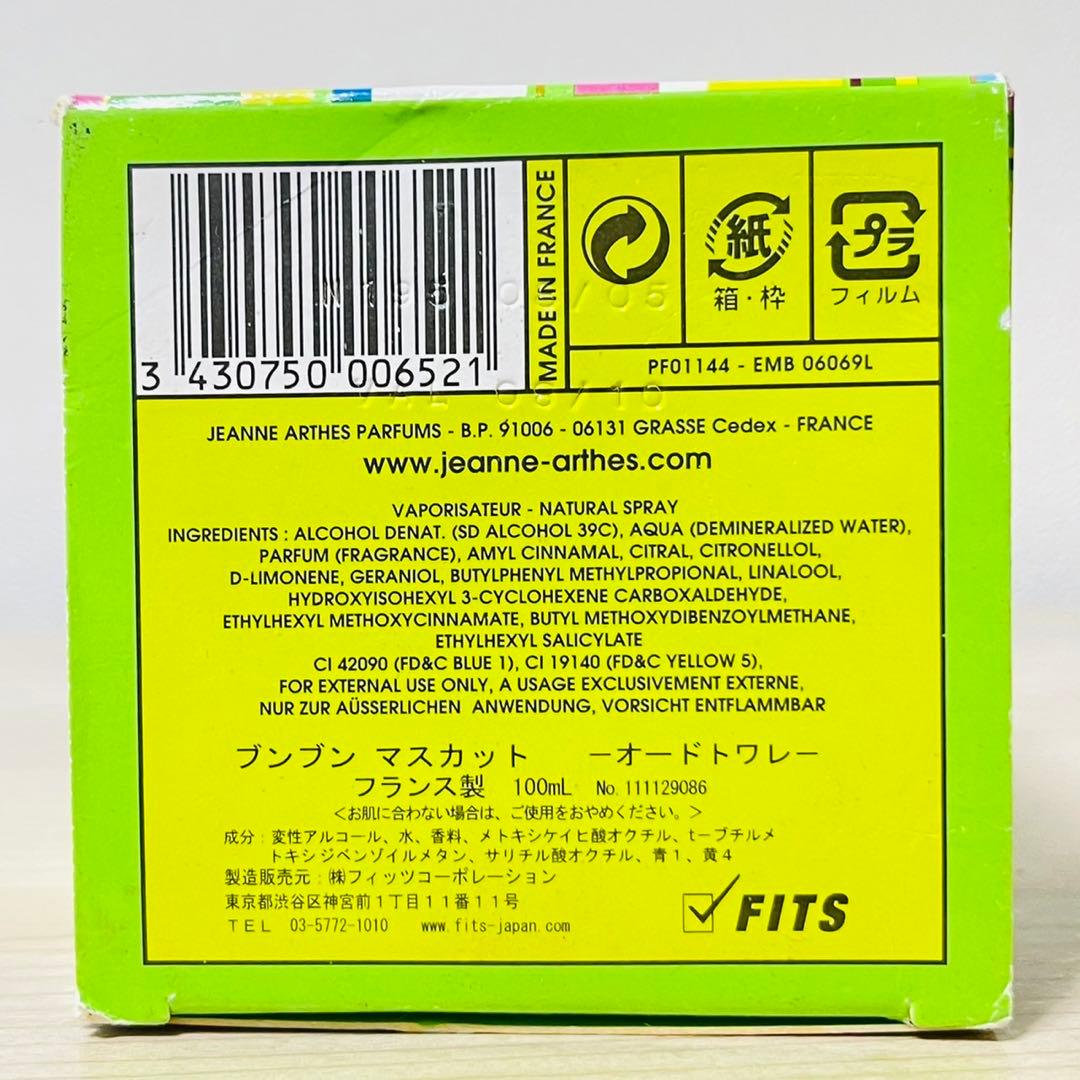 MADE IN FRANCE
紙
プラ
箱・枠
フィルム
3 430750 006521
PF01144 - EMB 06069L
JEANNE ARTHES PARFUMS - B.P. 91006 - 06131 GRASSE Cedex - FRANCE
www.jeanne-arthes.com
VAPORISATEUR - NATURAL SPRAY
INGREDIENTS : ALCOHOL DENAT. (SD ALCOHOL 39C), AQUA (DEMINERALIZED WATER),
PARFUM (FRAGRANCE), AMYL CINNAMAL, CITRAL, CITRONELLOL,
D-LIMONENE, GERANIOL, BUTYLPHENYL METHYLPROPIONAL, LINALOOL,
HYDROXYISOHEXYL 3-CYCLOHEXENE CARBOXALDEHYDE,
ETHYLHEXYL METHOXYCINNAMATE, BUTYL METHOXYDIBENZOYLMETHANE,
ETHYLHEXYL SALICYLATE
CI 42090 (FD&C BLUE 1), CI 19140 (FD&C YELLOW 5),
FOR EXTERNAL USE ONLY, A USAGE EXCLUSIVEMENT EXTERNE,
NUR ZUR AÜSSERLICHEN ANWENDUNG, VORSICHT ENTFLAMMBAR
ブンブン マスカット －オードトワレ－
フランス製 100mL No.111129086
＜お肌に合わない場合は、ご使用をおやめください。＞
成分：変性アルコール、水、香料、メトキシケイヒ酸オクチル、t－ブチルメ
トキシジベンゾイルメタン、サリチル酸オクチル、青１、黄４
製造販売元：㈱フィッツコーポレーション
東京都渋谷区神宮前１丁目１１番１１号
ＴＥＬ 03-5772-1010 www.fits-japan.com
FITS